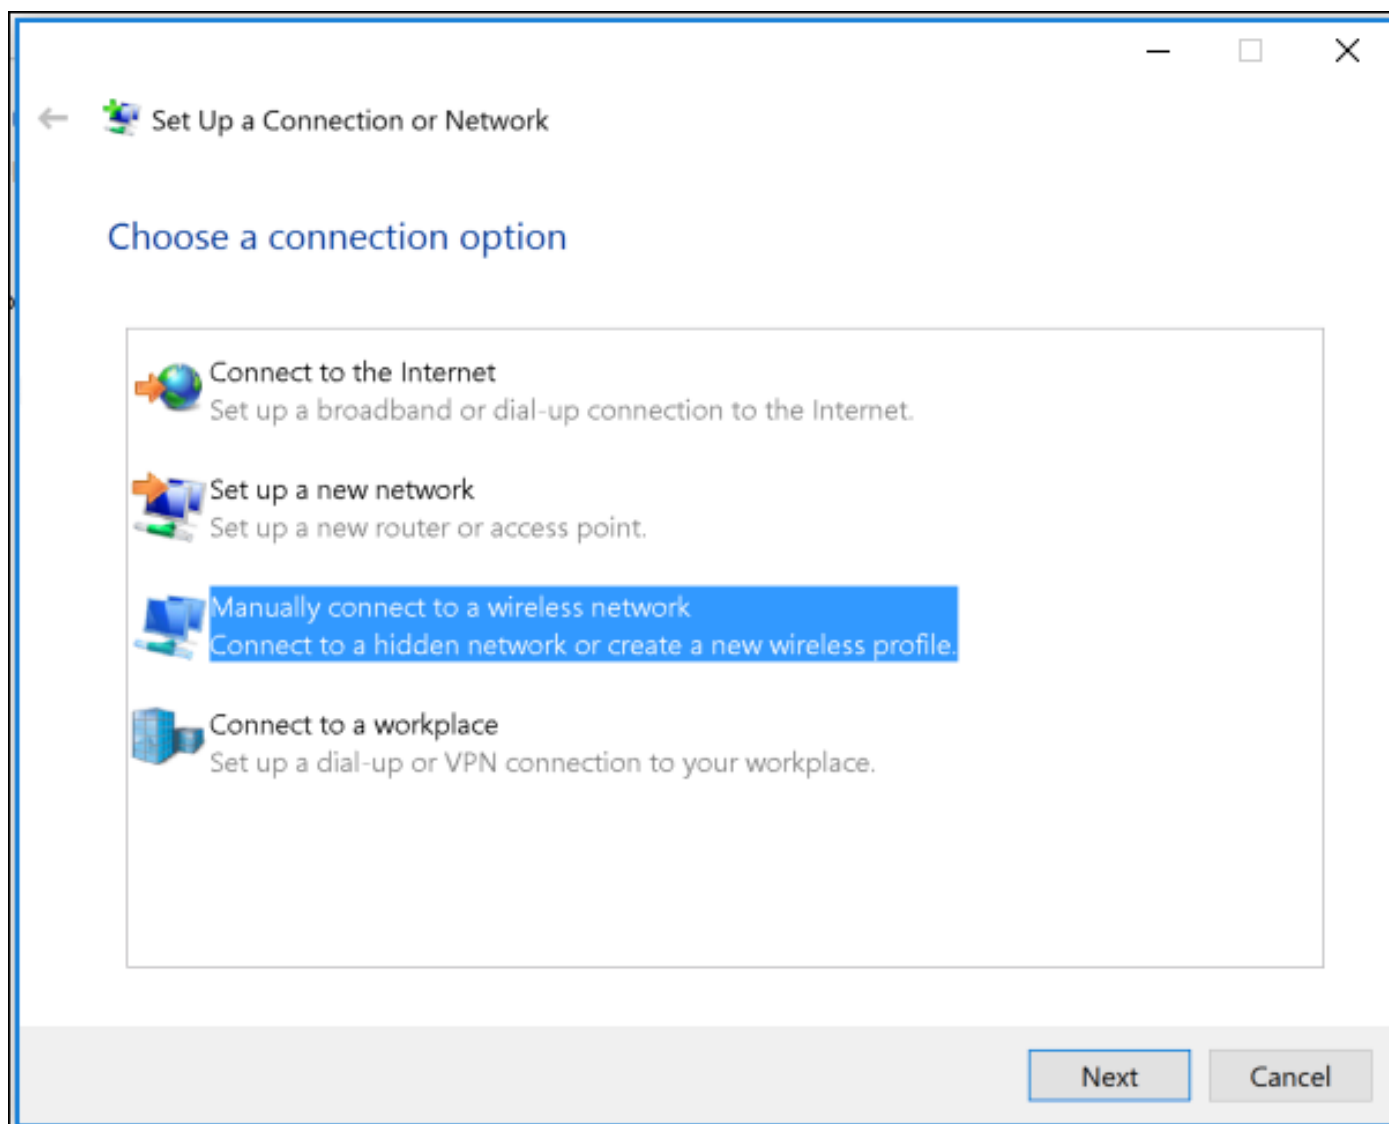 Set Up a Connection or Network
Choose a connection option
Connect to the Internet
Set up a broadband or dial-up connection to the Internet.
Set up a new network
Set up a new router or access point.
Manually connect to a wireless network
Connect to a hidden network or create a new wireless profile.
Connect to a workplace
Set up a dial-up or VPN connection to your workplace.
Next
Cancel